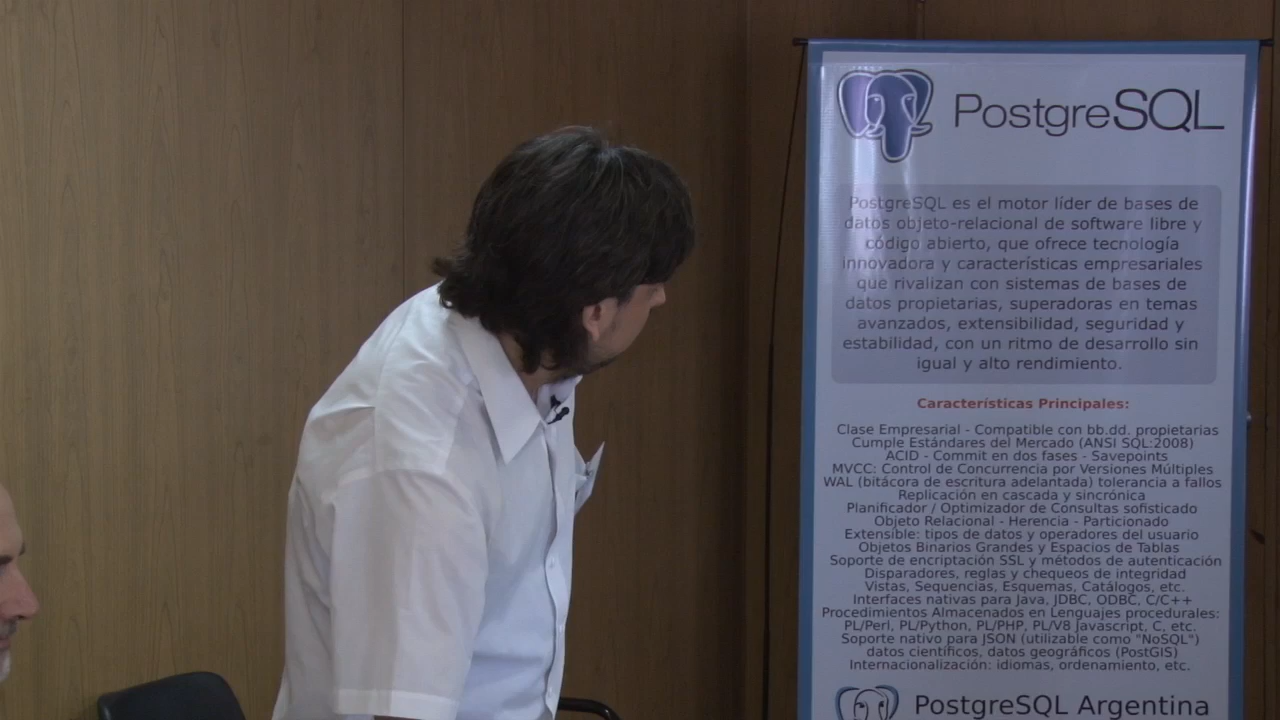 PostgreSQL
PostgreSQL es el motor líder de bases de
datos objeto-relacional de software libre y
código abierto, que ofrece tecnología
innovadora y características empresariales
que rivalizan con sistemas de bases de
datos propietarias, superadoras en temas
avanzados, extensibilidad, seguridad y
estabilidad, con un ritmo de desarrollo sin
igual y alto rendimiento.
Características Principales:
Clase Empresarial - Compatible con bb.dd. propietarias
Cumple Estándares del Mercado (ANSI SQL:2008)
ACID - Commit en dos fases - Savepoints
MVCC: Control de Concurrencia por Versiones Múltiples
WAL (bitácora de escritura adelantada) tolerancia a fallos
Replicación en cascada y sincrónica
Planificador / Optimizador de Consultas sofisticado
Objeto Relacional - Herencia - Particionado
Extensible: tipos de datos y operadores del usuario
Objetos Binarios Grandes y Espacios de Tablas
Soporte de encriptación SSL y métodos de autenticación
Disparadores, reglas y chequeos de integridad
Vistas, Sequencias, Esquemas, Catálogos, etc.
Interfaces nativas para Java, JDBC, ODBC, C/C++
Procedimientos Almacenados en Lenguajes procedurales:
PL/Perl, PL/Python, PL/PHP, PL/V8 Javascript, C, etc.
Soporte nativo para JSON (utilizable como "NoSQL")
datos científicos, datos geográficos (PostGIS)
Internacionalización: idiomas, ordenamiento, etc.
PostgreSQL Argentina